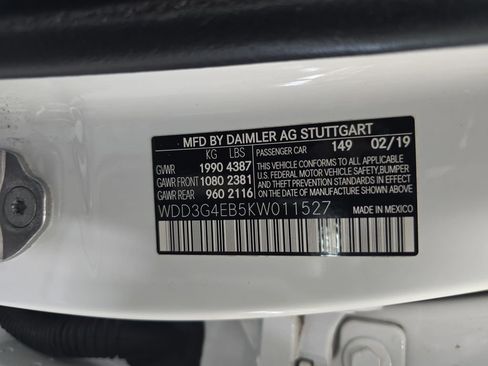 MFD BY DAIMLER AG STUTTGART
KG LBS PASSENGER CAR 149 02/19
GVWR 1990 4387
GAWR FRONT 1080 2381
GAWR REAR 960 2116
THIS VEHICLE CONFORMS TO ALL APPLICABLE
U.S. FEDERAL MOTOR VEHICLE SAFETY, BUMPER,
AND THEFT PREVENTION STANDARDS IN EFFECT
ON THE DATE OF MANUFACTURE SHOWN ABOVE.
WDD3G4EB5KW011527 MADE IN MEXICO